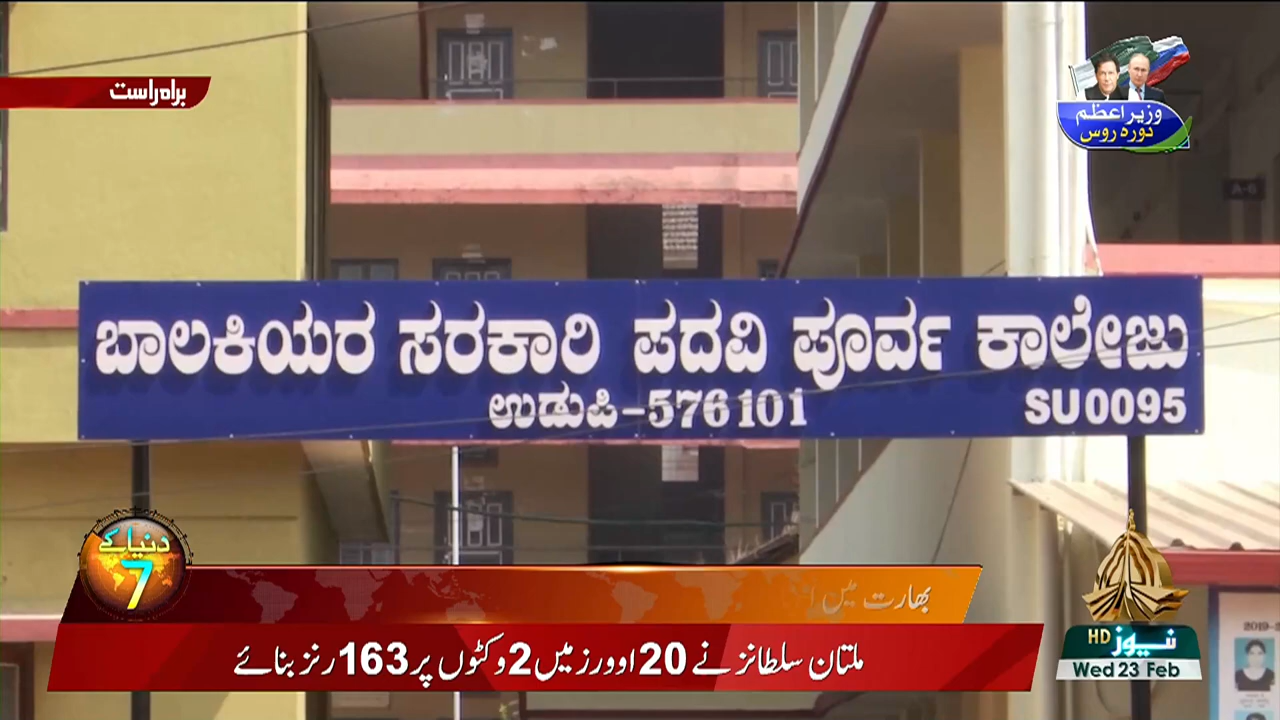 براہ راست
وزیراعظم
دورہ روس
A-6
ಬಾಲಕಿಯರ ಸರಕಾರಿ ಪದವಿ ಪೂರ್ವ ಕಾಲೇಜು
ಉಡುಪಿ-576101
SU0095
دنیا کے
7
بھارت میں
ملتان سلطانز نے 20 اوورز میں 2 وکٹوں پر 163 رنز بنائے
نیوز HD
Wed 23 Feb